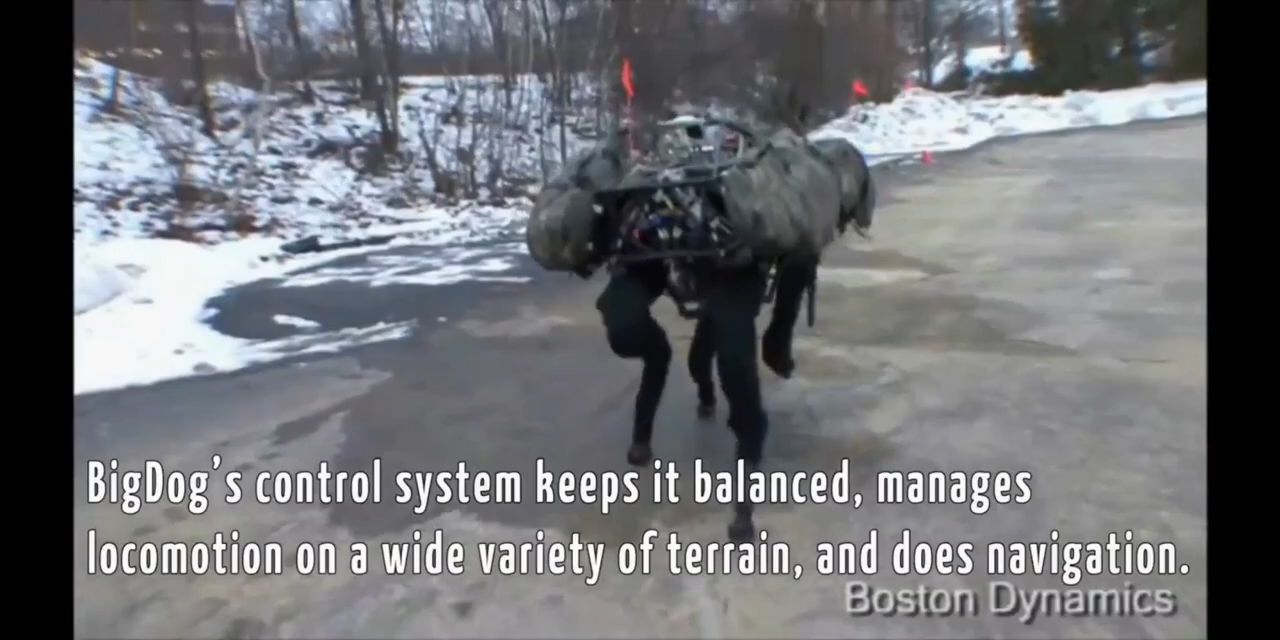 BigDog’s control system keeps it balanced, manages
locomotion on a wide variety of terrain, and does navigation.
Boston Dynamics